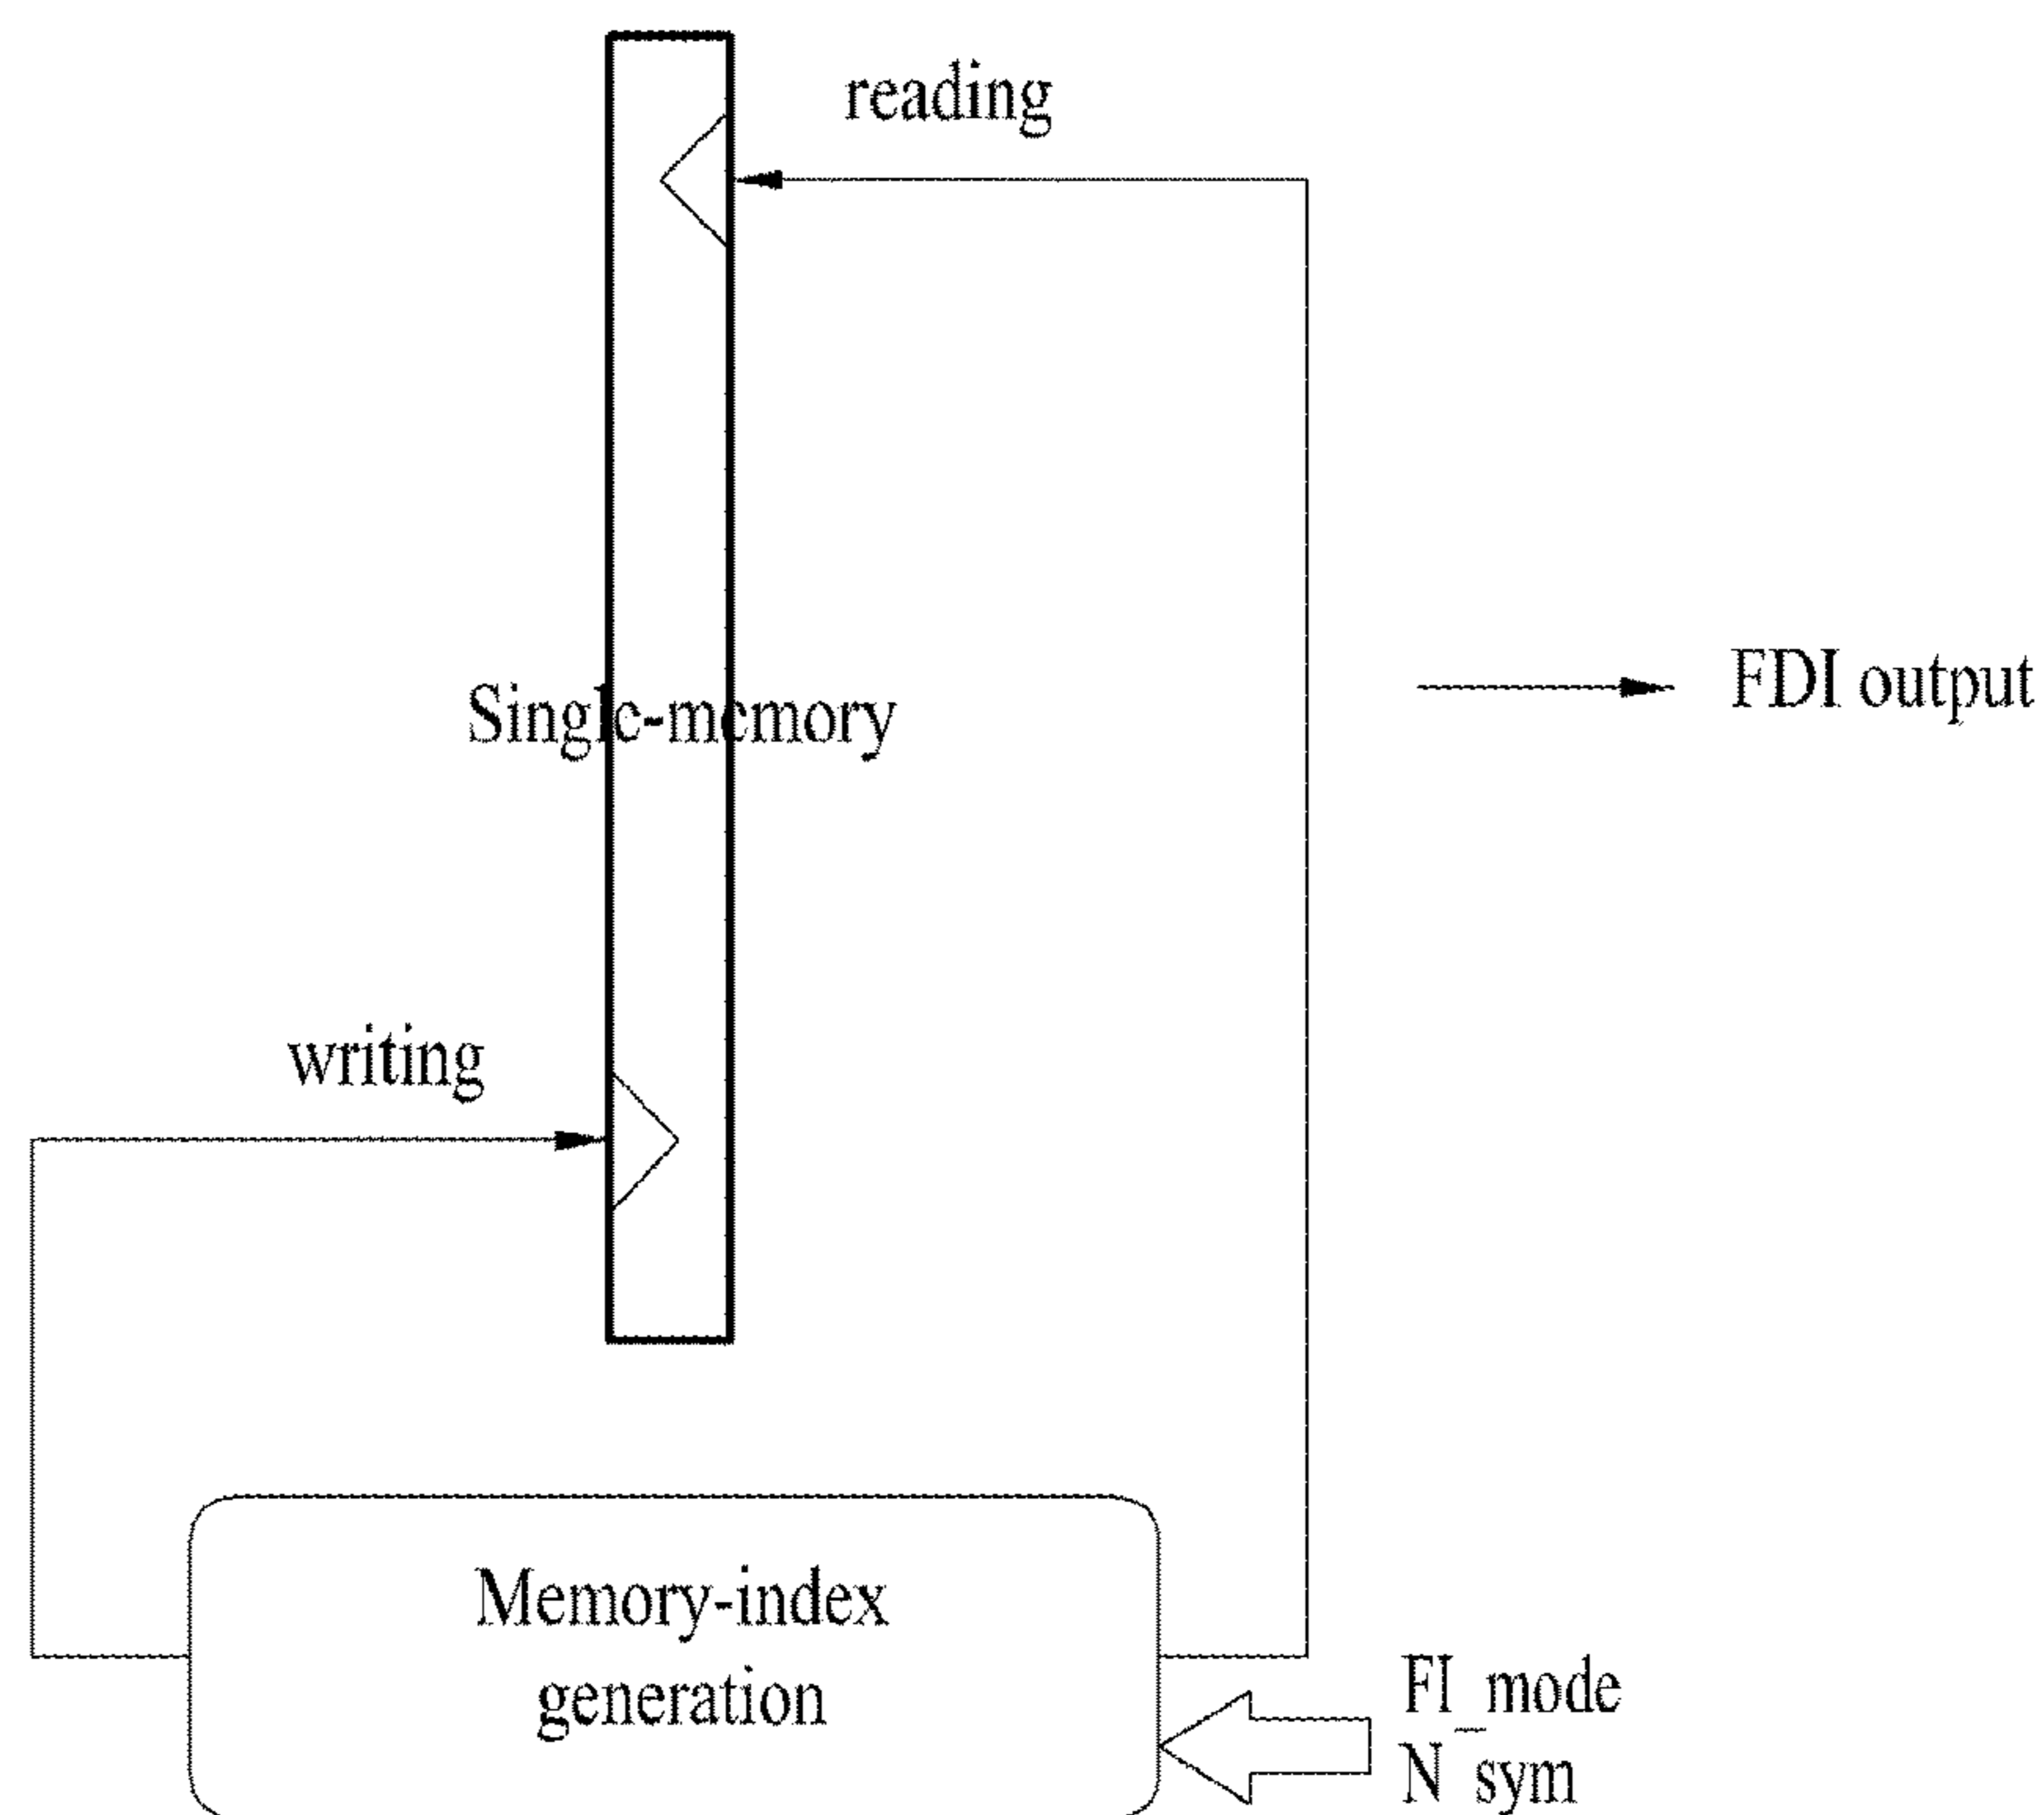 reading
FDI output
Single-memory
writing
Memory-index
generation
FI_mode
N_sym